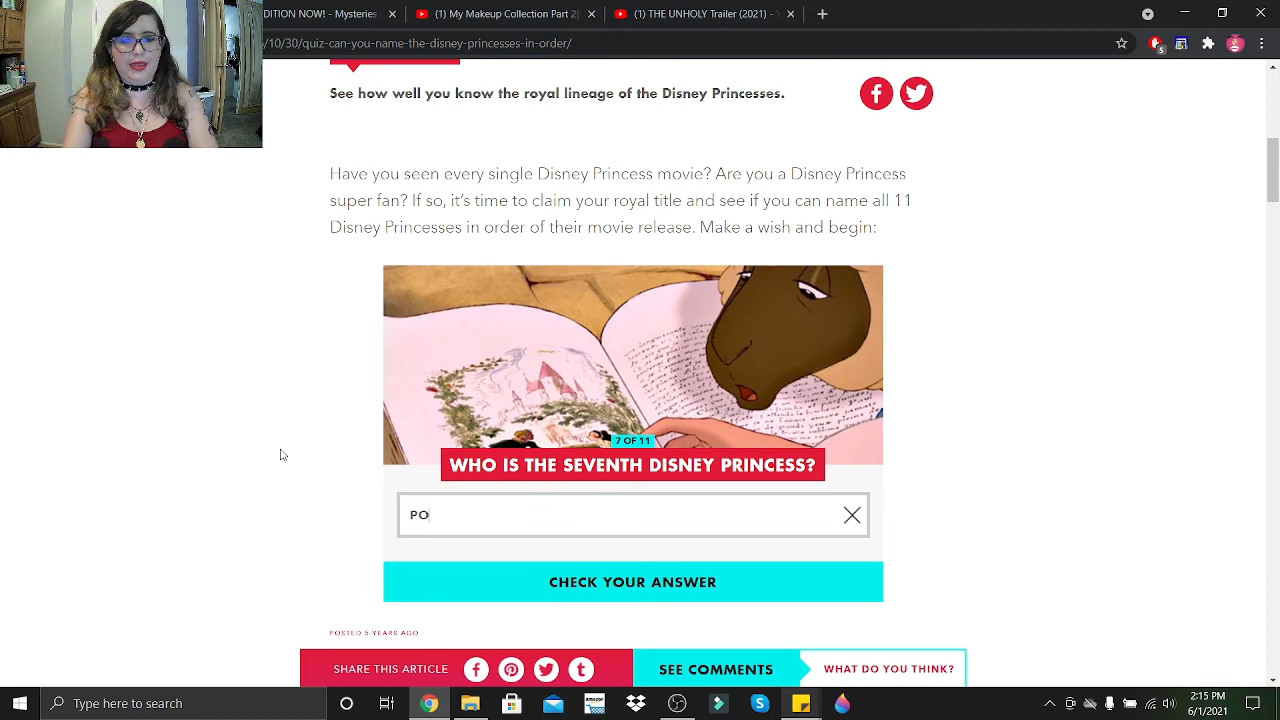 DITION NOW! - Mysteries
(1) My Makeup Collection Part 2|
(1) THE UNHOLY Trailer (2021) - Y
/10/30/quiz-can-you-name-the-disney-princesses-in-order/
5
See how well you know the royal lineage of the Disney Princesses.
Have you seen every single Disney Princess movie? Are you a Disney Princess
super fan? If so, it's time to claim your royal title and see if you can name all 11
Disney Princesses in order of their movie release. Make a wish and begin:
7 OF 11
WHO IS THE SEVENTH DISNEY PRINCESS?
PO
CHECK YOUR ANSWER
POSTED 5 YEARS AGO
SHARE THIS ARTICLE
SEE COMMENTS
WHAT DO YOU THINK?
Type here to search
amazon
2:15 PM
6/1/2021